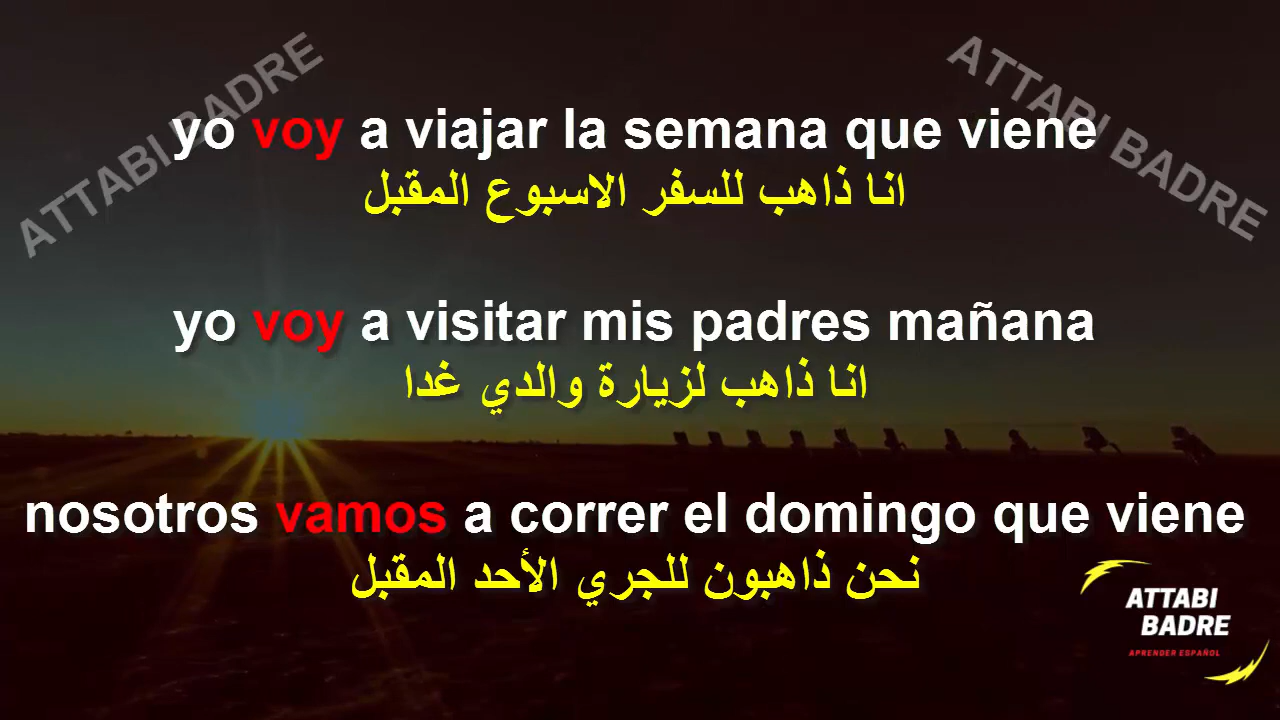 ATTABI BADRE
ATTABI BADRE
yo voy a viajar la semana que viene
انا ذاهب للسفر الاسبوع المقبل
yo voy a visitar mis padres mañana
انا ذاهب لزيارة والدي غدا
nosotros vamos a correr el domingo que viene
نحن ذاهبون للجري الأحد المقبل
ATTABI
BADRE
APRENDER ESPAÑOL